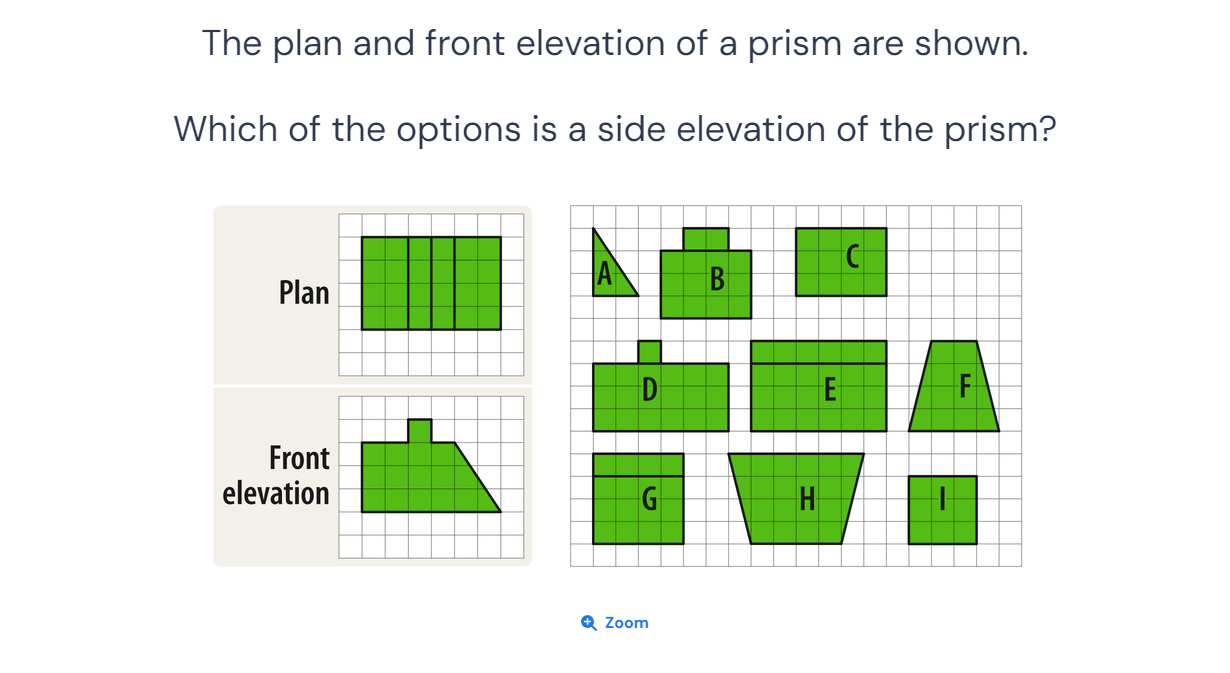 The plan and front elevation of a prism are shown.
Which of the options is a side elevation of the prism?
Plan
Front
elevation
A
B
C
D
E
F
G
H
I
Zoom